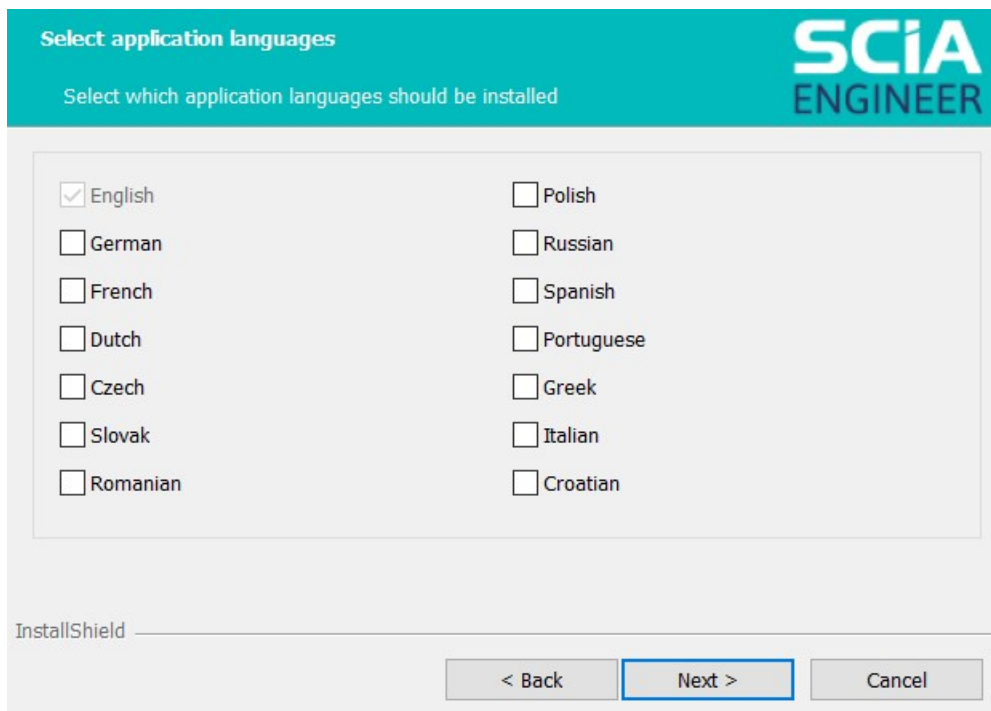 Select application languages
Select which application languages should be installed
SCiA
ENGINEER
English
German
French
Dutch
Czech
Slovak
Romanian
Polish
Russian
Spanish
Portuguese
Greek
Italian
Croatian
InstallShield
< Back
Next >
Cancel